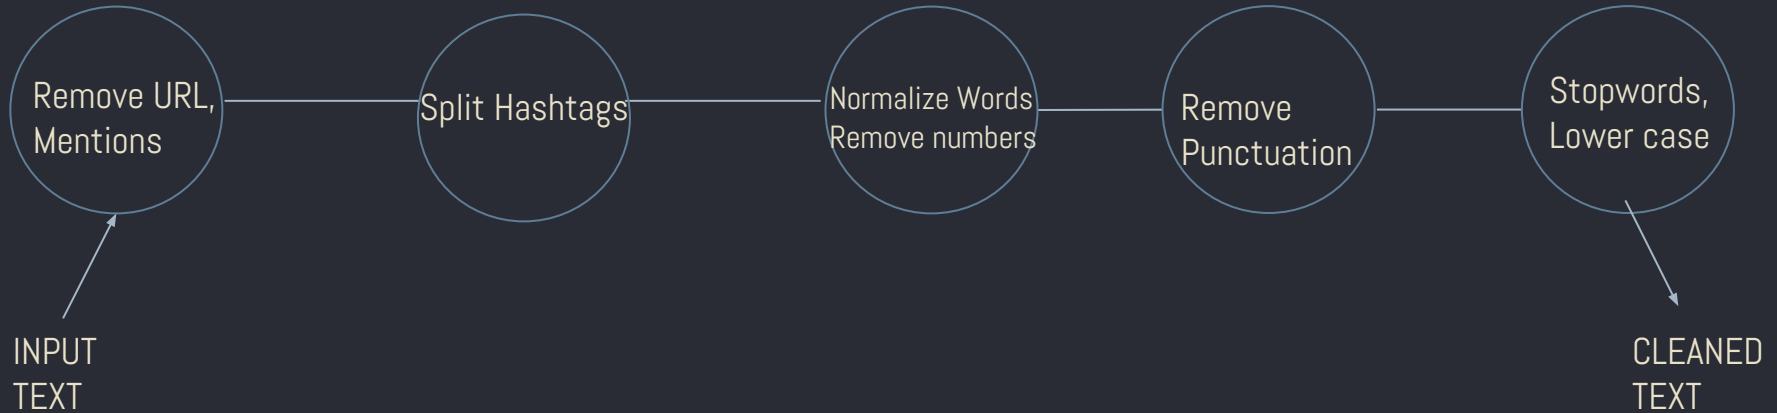 Remove URL,
Mentions
Split Hashtags
Normalize Words
Remove numbers
Remove
Punctuation
Stopwords,
Lower case
INPUT
TEXT
CLEANED
TEXT